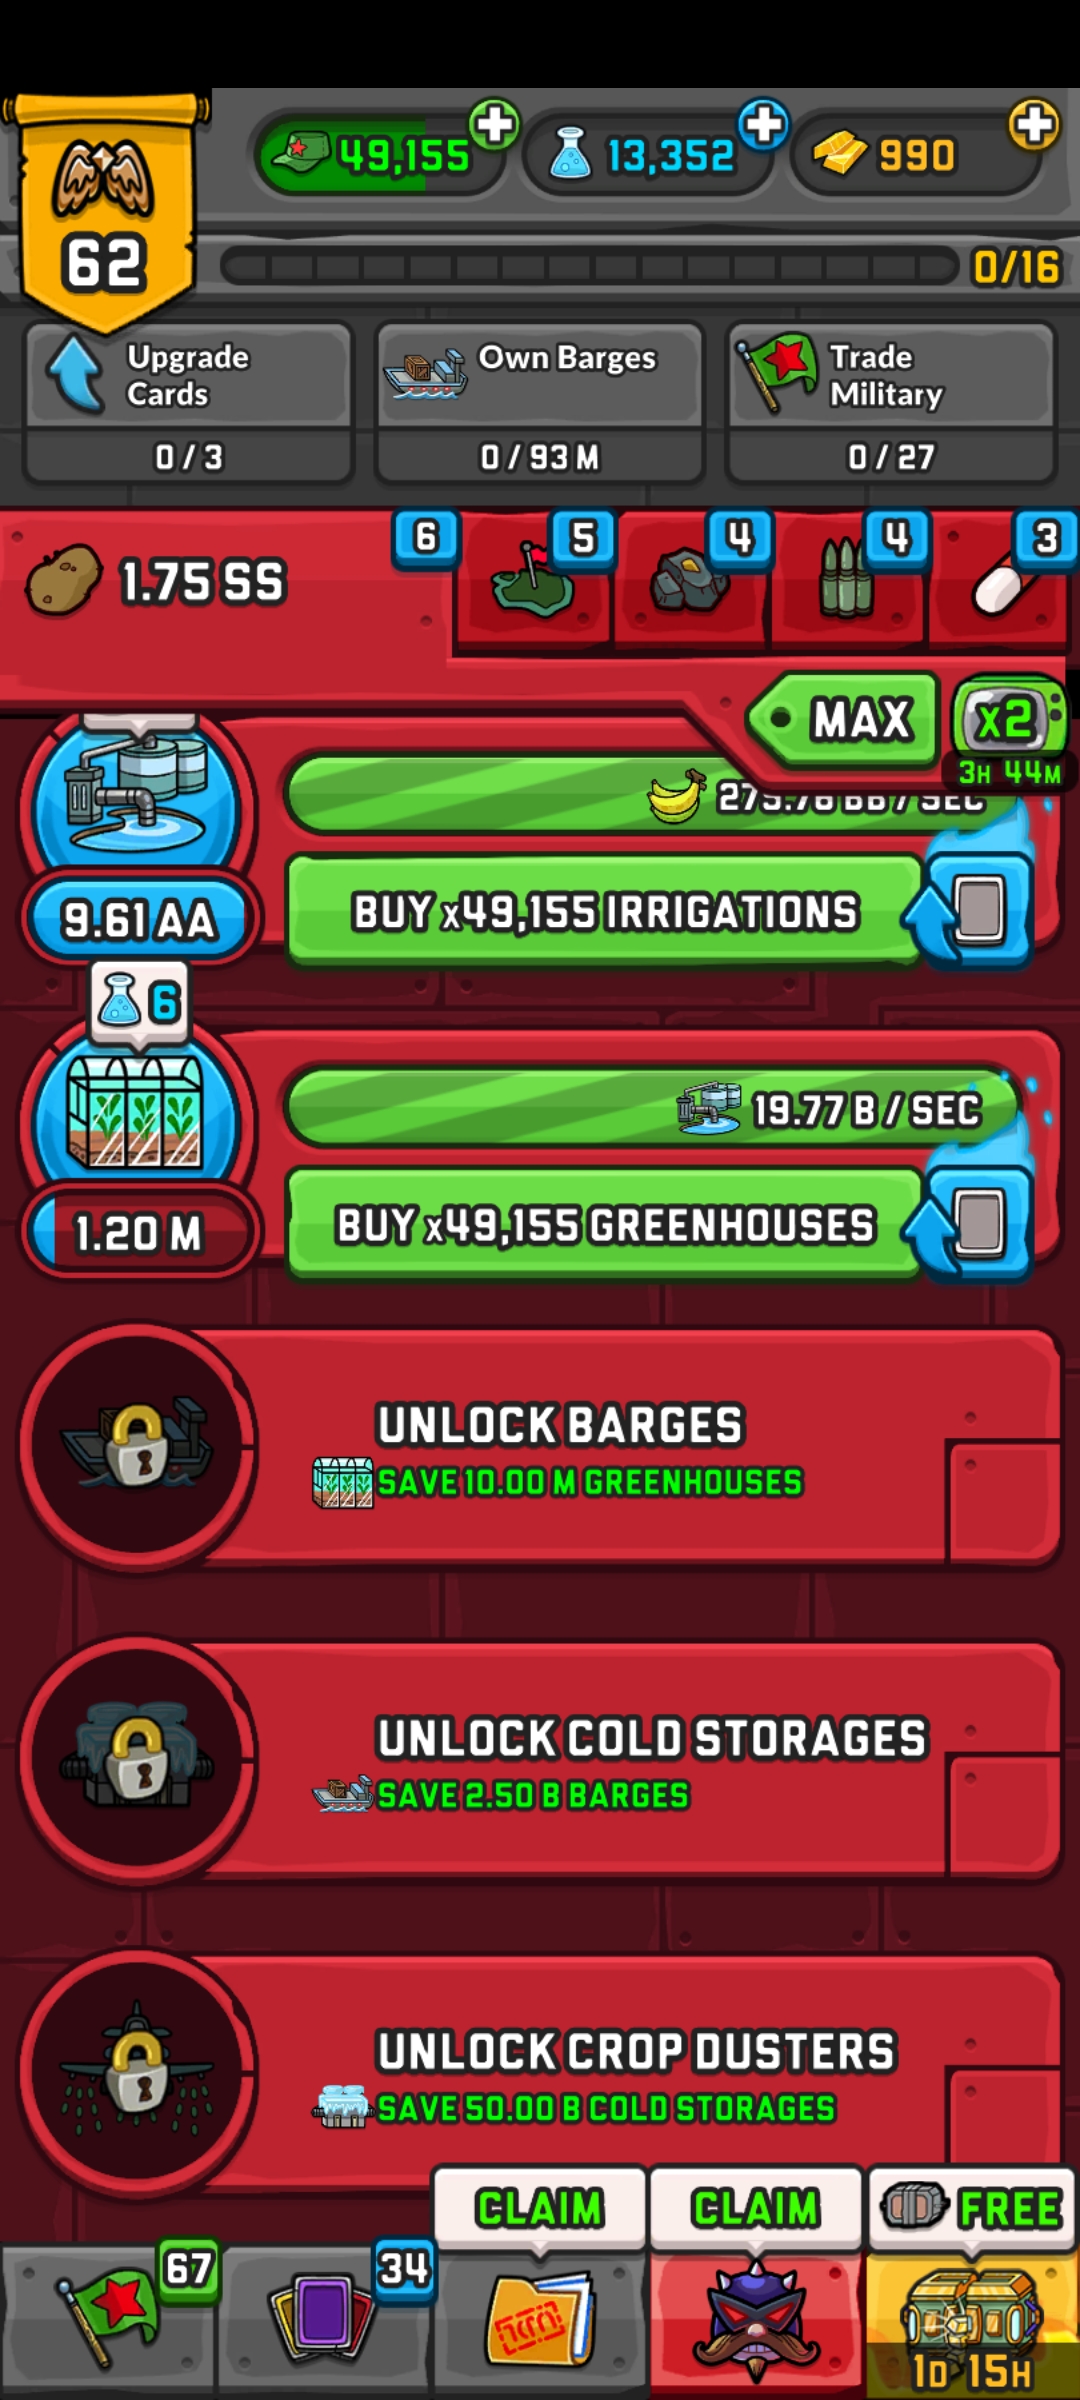 49,155
13,352
990
62
0/16
Upgrade
Cards
0 / 3
Own Barges
0 / 93 M
Trade
Military
0 / 27
1.75 SS
6
5
4
4
3
MAX
x2
3H 44M
275.78 BB / SEC
9.61 AA
BUY x49,155 IRRIGATIONS
6
19.77 B / SEC
1.20 M
BUY x49,155 GREENHOUSES
UNLOCK BARGES
SAVE 10.00 M GREENHOUSES
UNLOCK COLD STORAGES
SAVE 2.50 B BARGES
UNLOCK CROP DUSTERS
SAVE 50.00 B COLD STORAGES
CLAIM
CLAIM
FREE
67
34
1D 15H